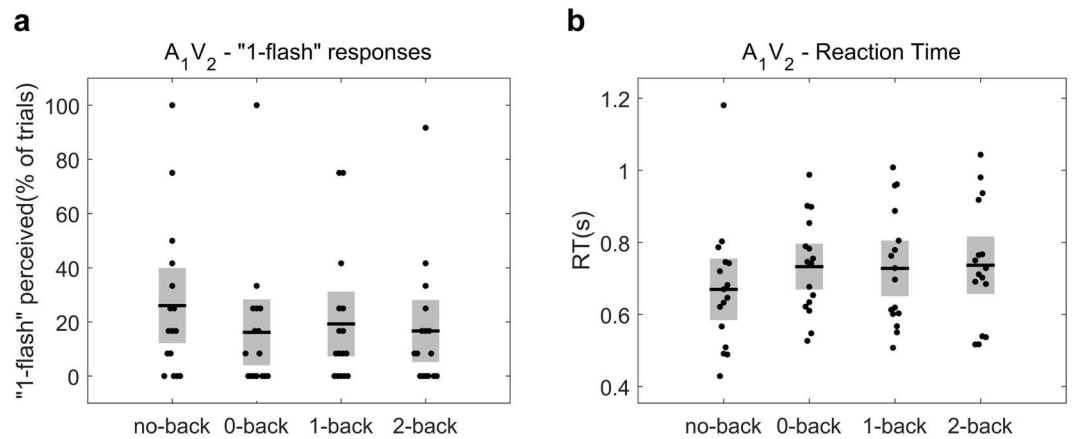 a
A₁V₂ - "1-flash" responses
"1-flash" perceived(% of trials)
100
80
60
40
20
0
no-back 0-back 1-back 2-back
b
A₁V₂ - Reaction Time
RT(s)
1.2
1
0.8
0.6
0.4
no-back 0-back 1-back 2-back